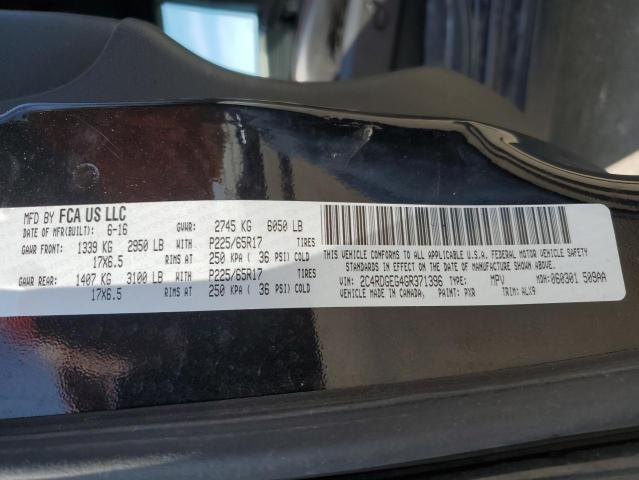 MFD BY FCA US LLC
DATE OF MFR(BUILT): 6-16 GVWR: 2745 KG 6050 LB
GAWR FRONT: 1339 KG 2950 LB WITH P225/65R17 TIRES
17X6.5 RIMS AT 250 KPA ( 36 PSI) COLD
GAWR REAR: 1407 KG 3100 LB WITH P225/65R17 TIRES
17X6.5 RIMS AT 250 KPA ( 36 PSI) COLD
THIS VEHICLE CONFORMS TO ALL APPLICABLE U.S.A. FEDERAL MOTOR VEHICLE SAFETY
STANDARDS IN EFFECT ON THE DATE OF MANUFACTURE SHOWN ABOVE.
VIN: 2C4RDGEG4GR371396 TYPE: MPV MDH: 060301 509AA
VEHICLE MADE IN CANADA, PAINT: PXR TRIM: ALX9